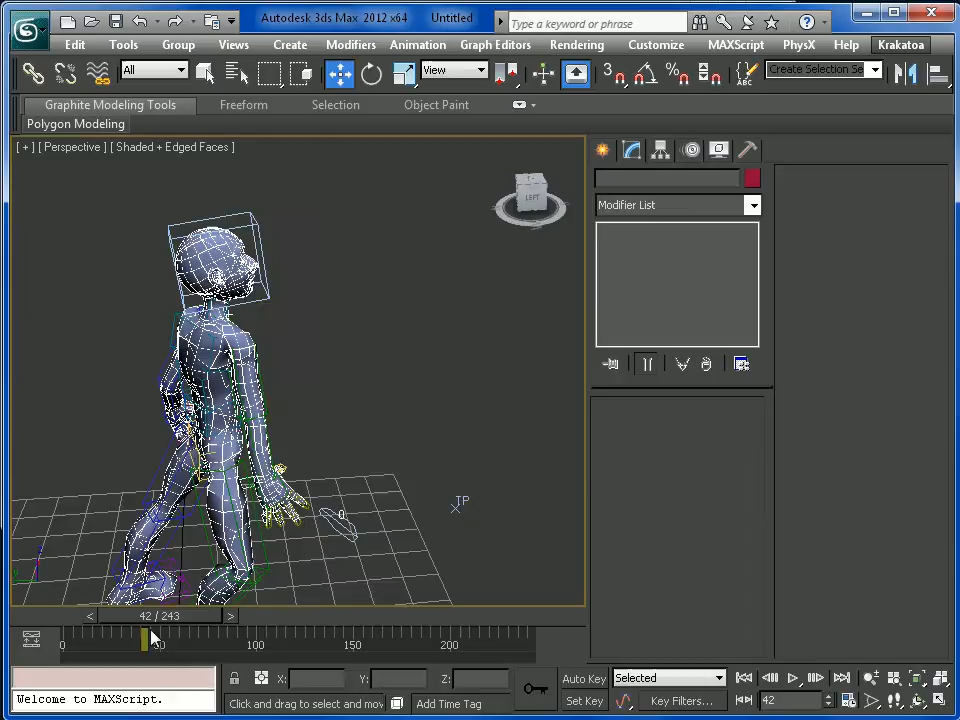 Autodesk 3ds Max 2012 x64 Untitled
Type a keyword or phrase
Edit Tools Group Views Create Modifiers Animation Graph Editors Rendering Customize MAXScript PhysX Help Krakatoa
All View 3 ABC Create Selection Se
Graphite Modeling Tools Freeform Selection Object Paint
Polygon Modeling
[ + ] [ Perspective ] [ Shaded + Edged Faces ]
LEFT
Modifier List
TP
0
< 42 / 243 >
0 50 100 150 200
X: Y: Z: Auto Key Selected
Welcome to MAXScript.
Click and drag to select and mov Add Time Tag Set Key Key Filters... 42